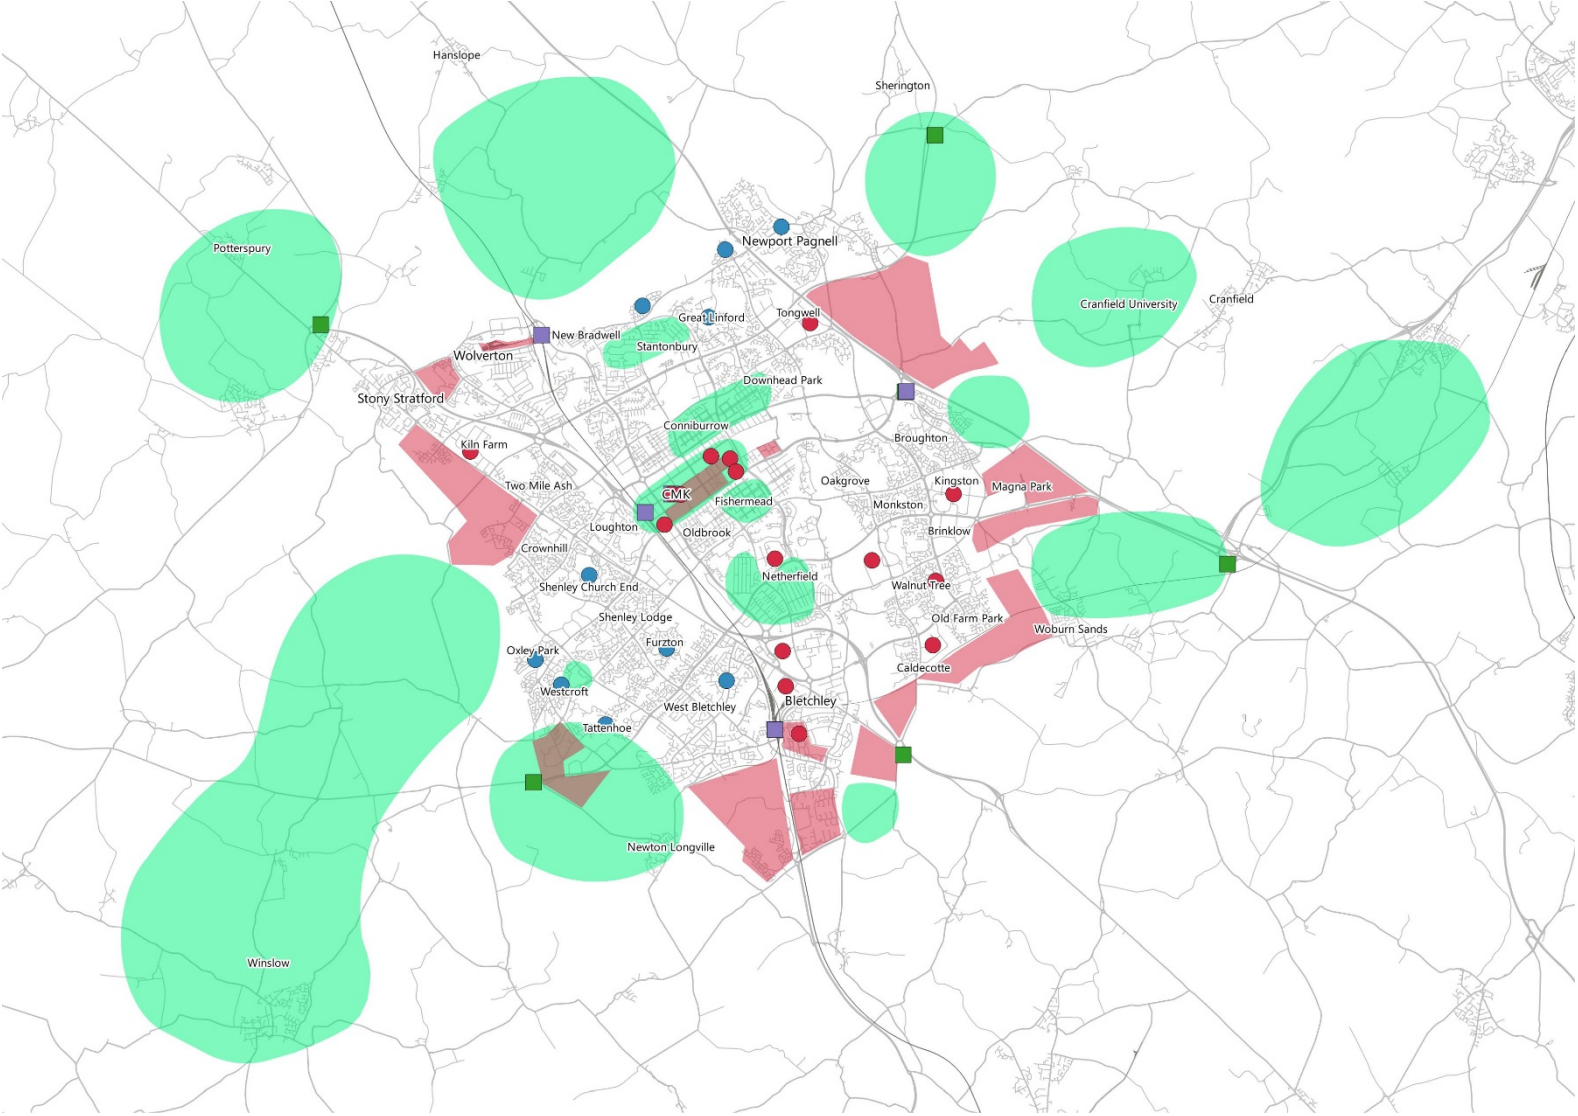 Hanslope
Sherington
Newport Pagnell
Potterspury
Cranfield University
Cranfield
Great Linford
Tongwell
New Bradwell
Stantonbury
Wolverton
Downhead Park
Stony Stratford
Conniburrow
Kiln Farm
Broughton
Two Mile Ash
CMK
Fishermead
Oakgrove
Kingston
Magna Park
Monkston
Loughton
Oldbrook
Brinklow
Crownhill
Netherfield
Shenley Church End
Walnut Tree
Shenley Lodge
Old Farm Park
Woburn Sands
Furzton
Oxley Park
Caldecotte
Westcroft
West Bletchley
Bletchley
Tattenhoe
Newton Longville
Winslow